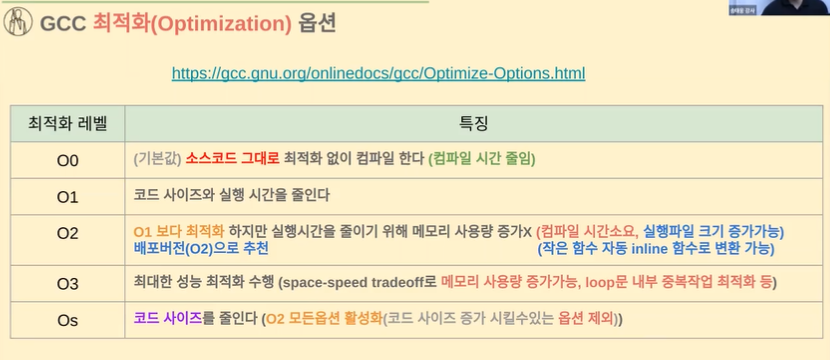 GCC 최적화(Optimization) 옵션
https://gcc.gnu.org/onlinedocs/gcc/Optimize-Options.html
최적화 레벨 특징
O0 (기본값) 소스코드 그대로 최적화 없이 컴파일 한다 (컴파일 시간 줄임)
O1 코드 사이즈와 실행 시간을 줄인다
O2 O1 보다 최적화 하지만 실행시간을 줄이기 위해 메모리 사용량 증가X (컴파일 시간소요, 실행파일 크기 증가가능)
배포버전(O2)으로 추천 (작은 함수 자동 inline 함수로 변환 가능)
O3 최대한 성능 최적화 수행 (space-speed tradeoff로 메모리 사용량 증가가능, loop문 내부 중복작업 최적화 등)
Os 코드 사이즈를 줄인다 (O2 모든옵션 활성화(코드 사이즈 증가 시킬수있는 옵션 제외))